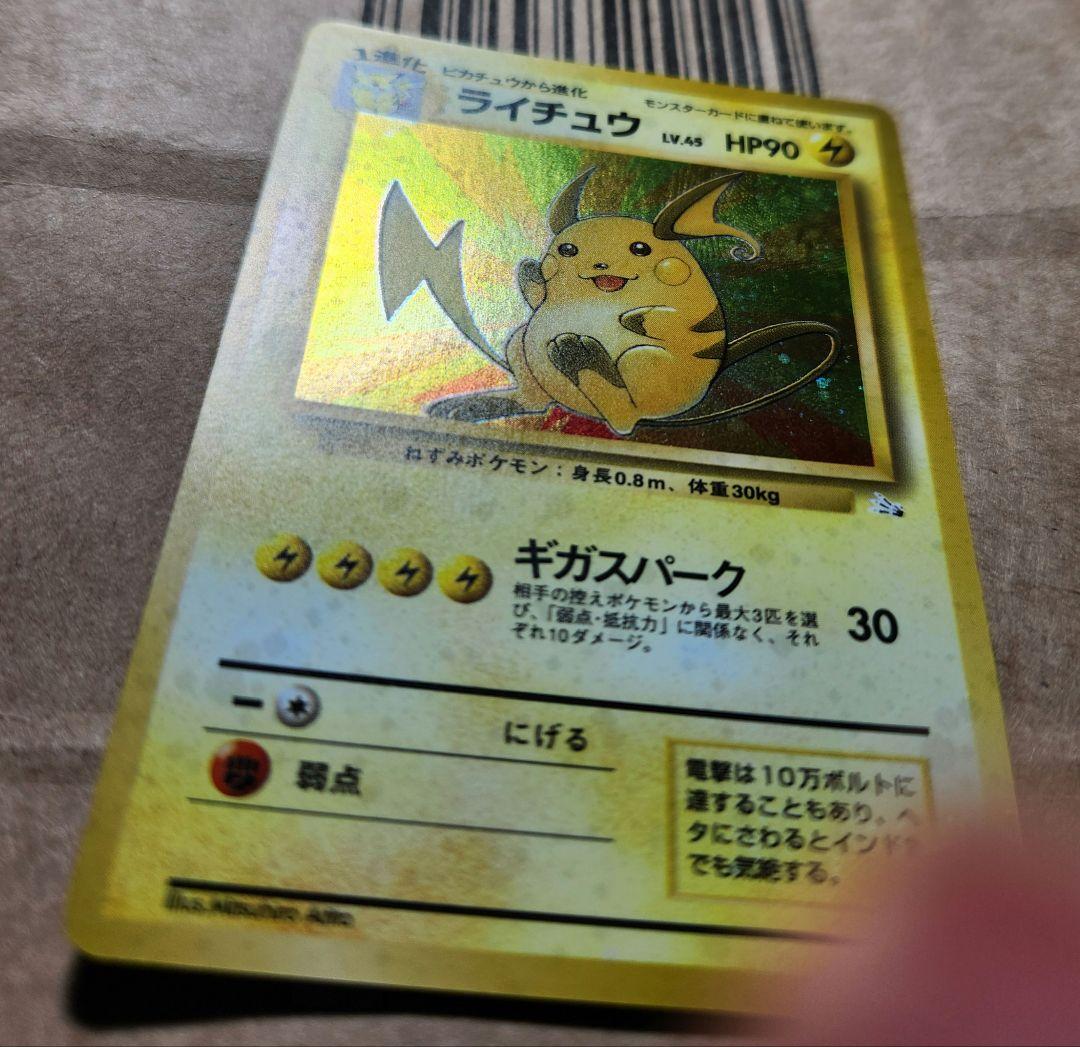 1進化 ピカチュウから進化 モンスターカードに重ねて使います。
ライチュウ LV.45 HP90
ねずみポケモン：身長0.8m、体重30kg
ギガスパーク 30
相手の控えポケモンから最大3匹を選
び、「弱点・抵抗力」に関係なく、それ
ぞれ10ダメージ。
にげる
弱点
電撃は10万ボルトに
達することもあり、ヘ
タにさわるとインド
でも気絶する。
Illus. Mitsuhiro Arita